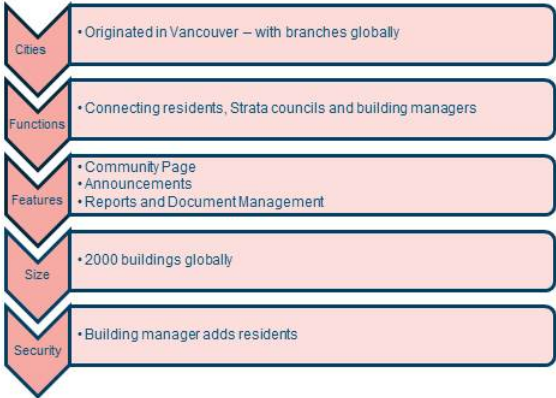 Cities
• Originated in Vancouver – with branches globally
Functions
• Connecting residents, Strata councils and building managers
Features
• Community Page
• Announcements
• Reports and Document Management
Size
• 2000 buildings globally
Security
• Building manager adds residents